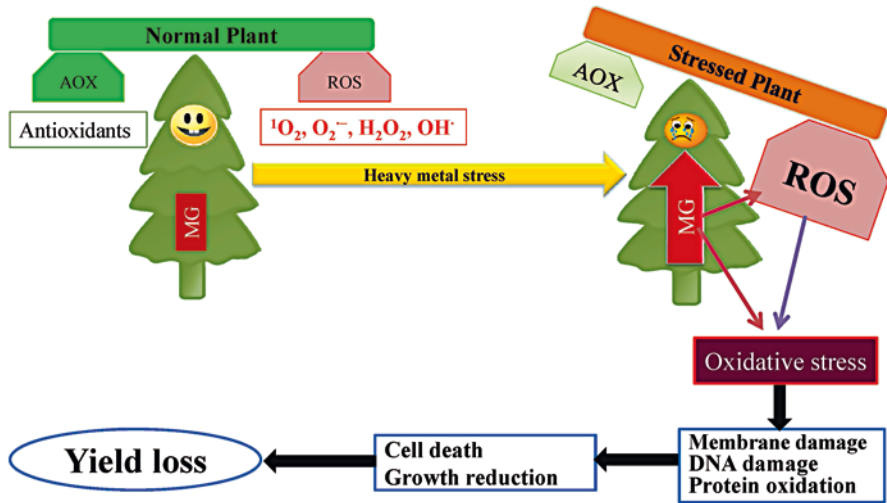 Normal Plant
AOX
ROS
Antioxidants
¹O₂, O₂•−, H₂O₂, OH•
MG
Heavy metal stress
Stressed Plant
AOX
ROS
MG
Oxidative stress
Membrane damage
DNA damage
Protein oxidation
Cell death
Growth reduction
Yield loss